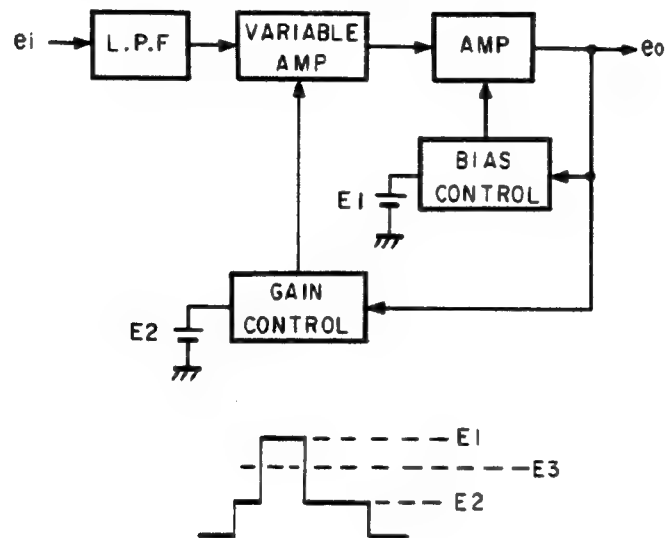 ei
L.P.F
VARIABLE
AMP
AMP
eo
BIAS
CONTROL
E1
GAIN
CONTROL
E2
E1
E3
E2